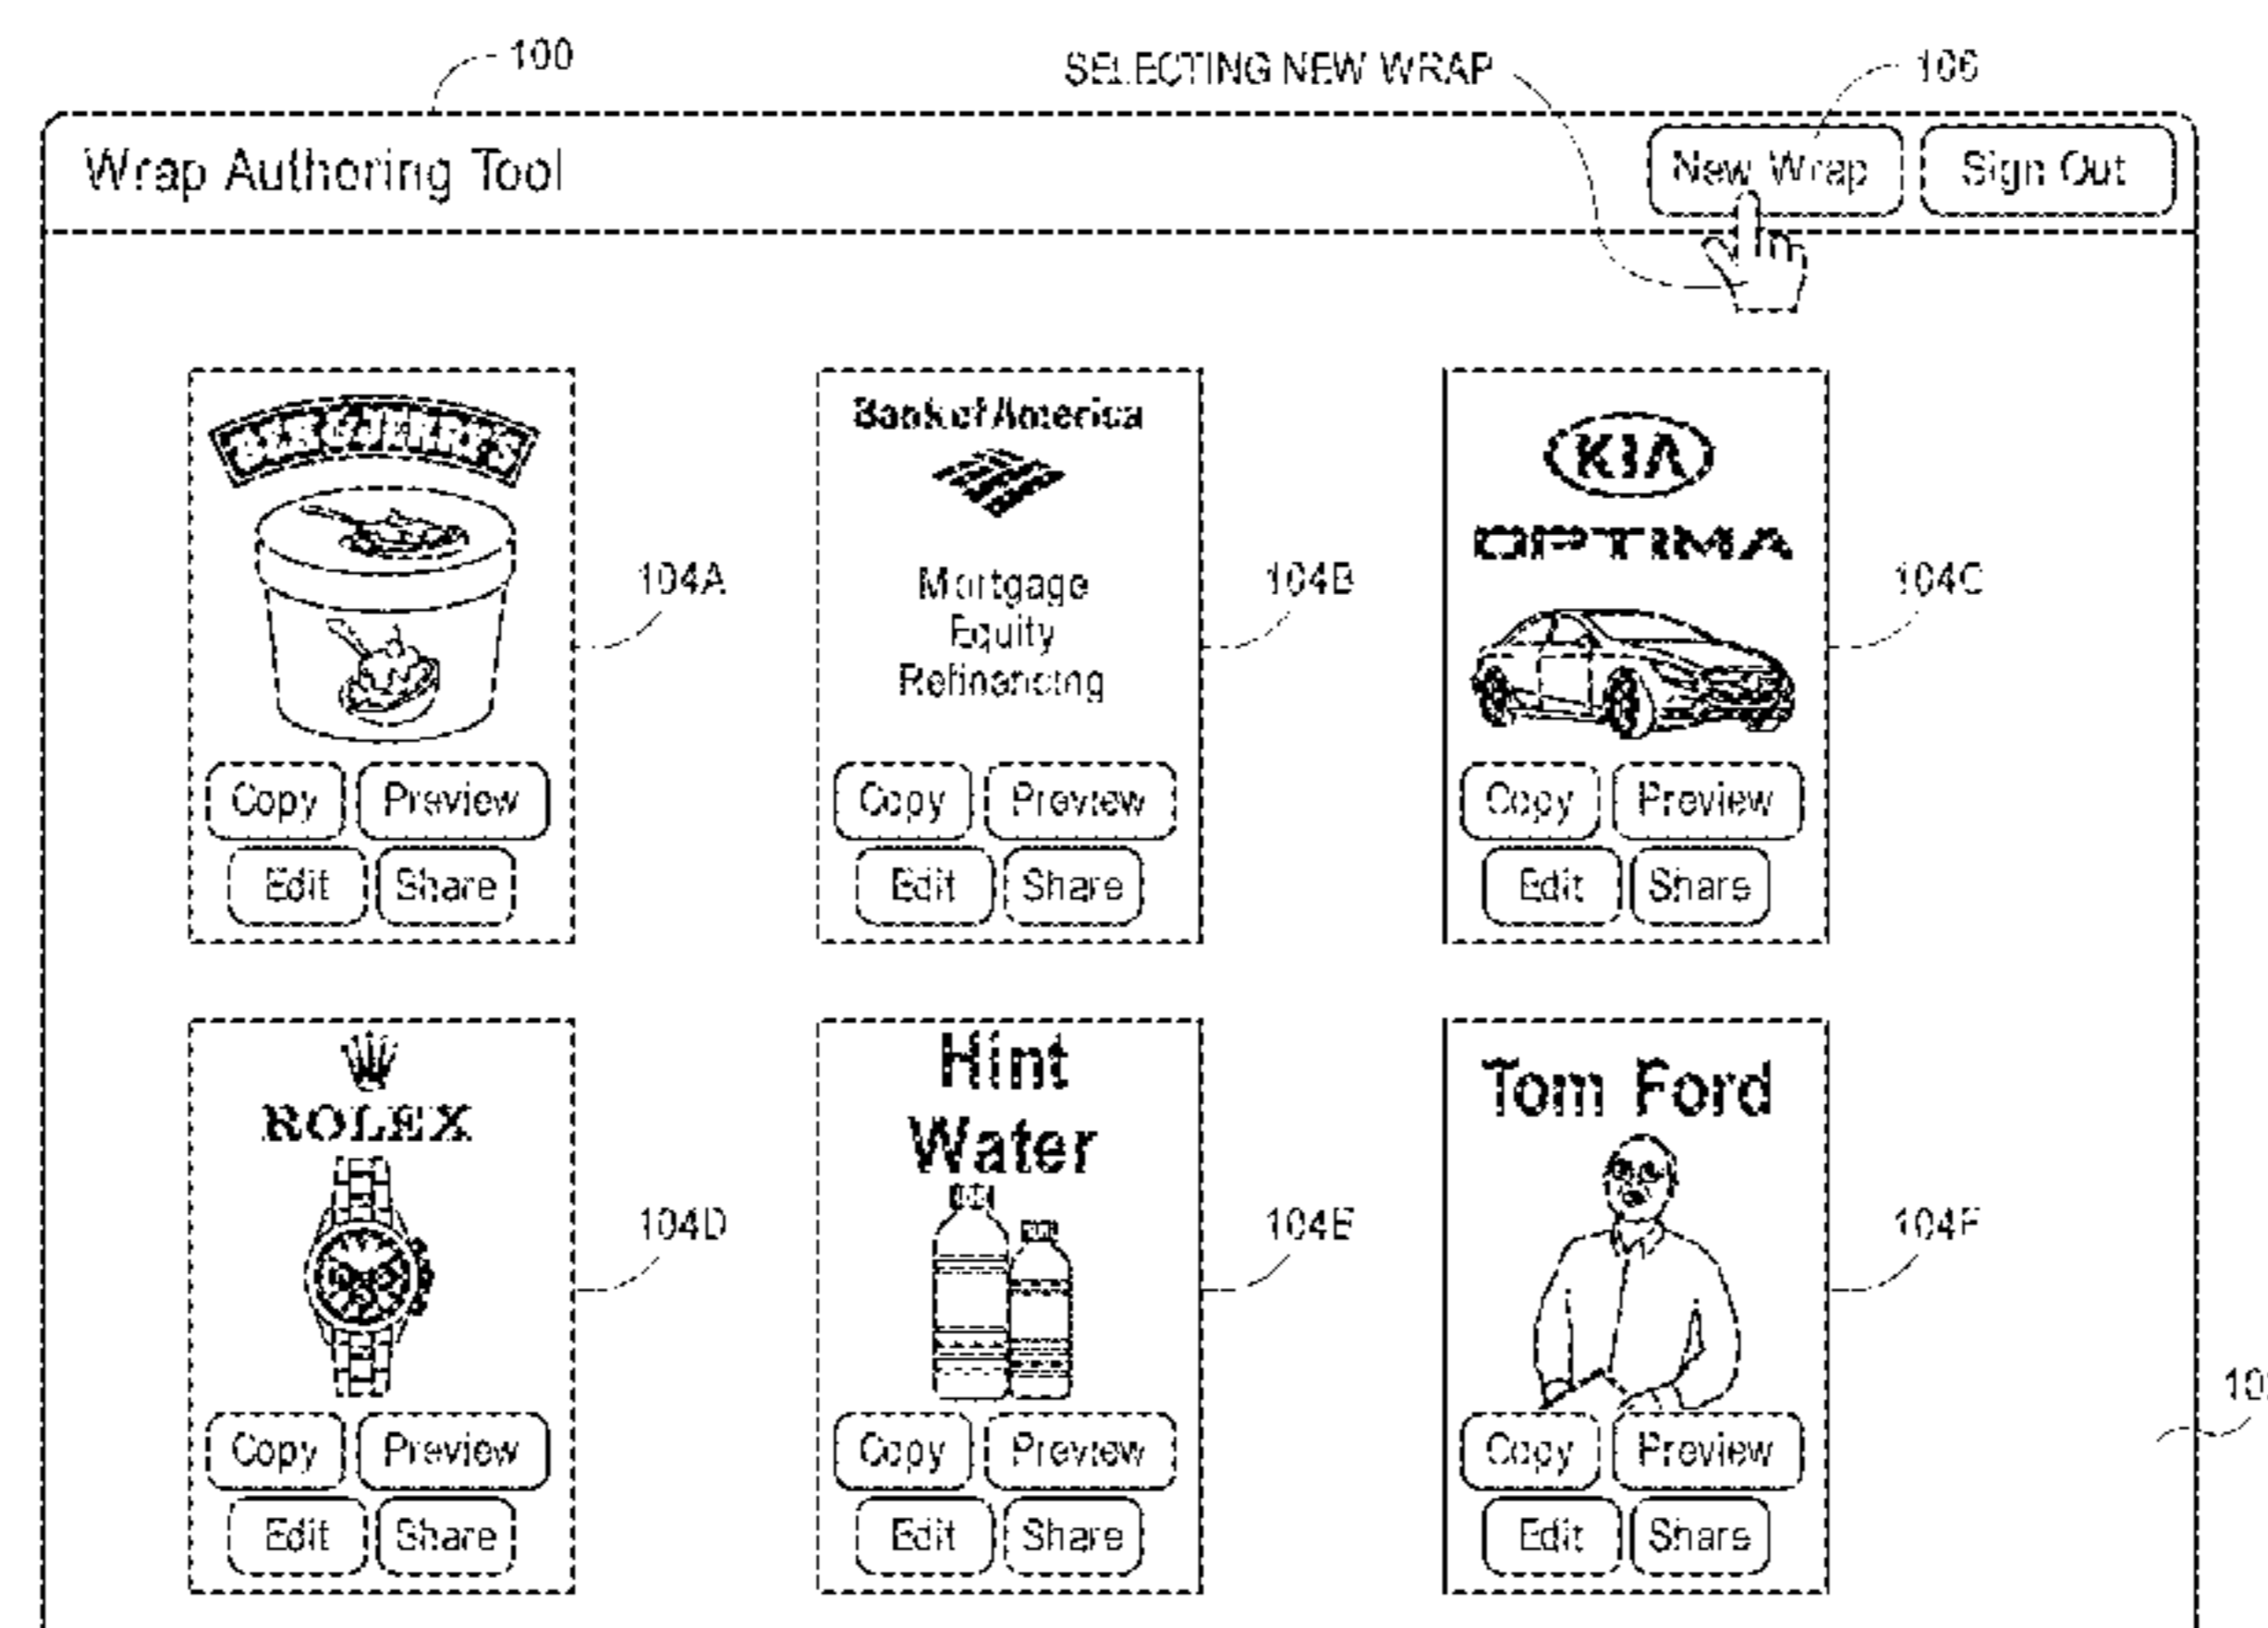 100
SELECTING NEW WRAP
106
Wrap Authoring Tool
New Wrap
Sign Out
BEN & JERRY'S
Bank of America
KIA
OPTIMA
Mortgage
Equity
Refinancing
104A
104B
104C
Copy Preview
Copy Preview
Copy Preview
Edit Share
Edit Share
Edit Share
ROLEX
Hint
Water
Tom Ford
104D
104E
104F
Copy Preview
Copy Preview
Copy Preview
Edit Share
Edit Share
Edit Share